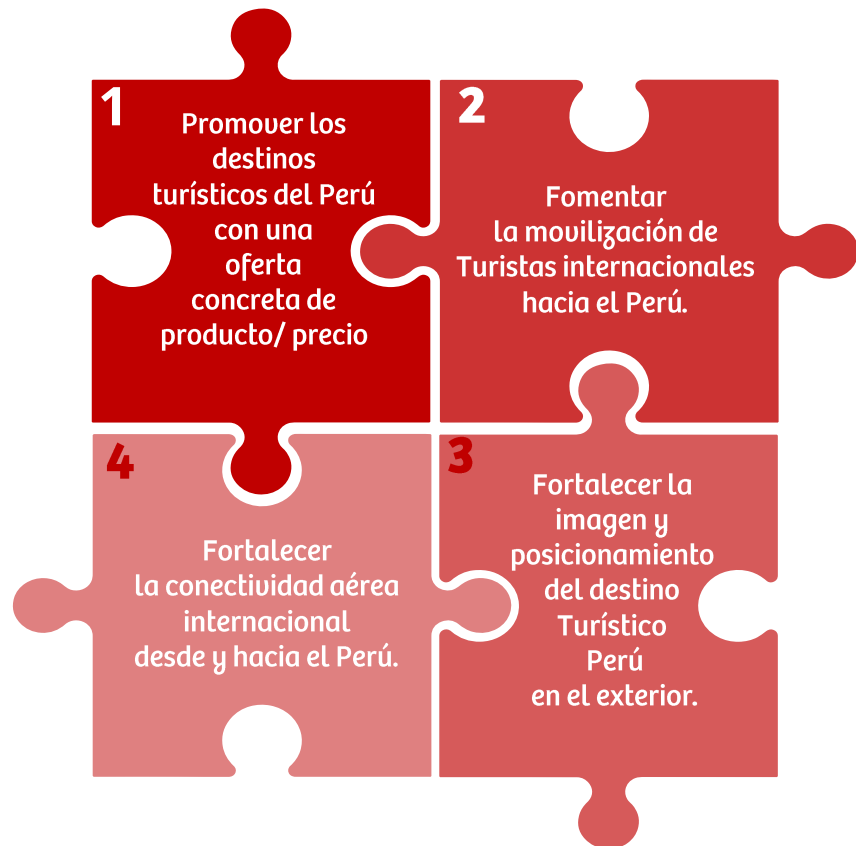 1
Promover los
destinos
turísticos del Perú
con una
oferta
concreta de
producto/ precio
2
Fomentar
la movilización de
Turistas internacionales
hacia el Perú.
3
Fortalecer la
imagen y
posicionamiento
del destino
Turístico
Perú
en el exterior.
4
Fortalecer
la conectividad aérea
internacional
desde y hacia el Perú.